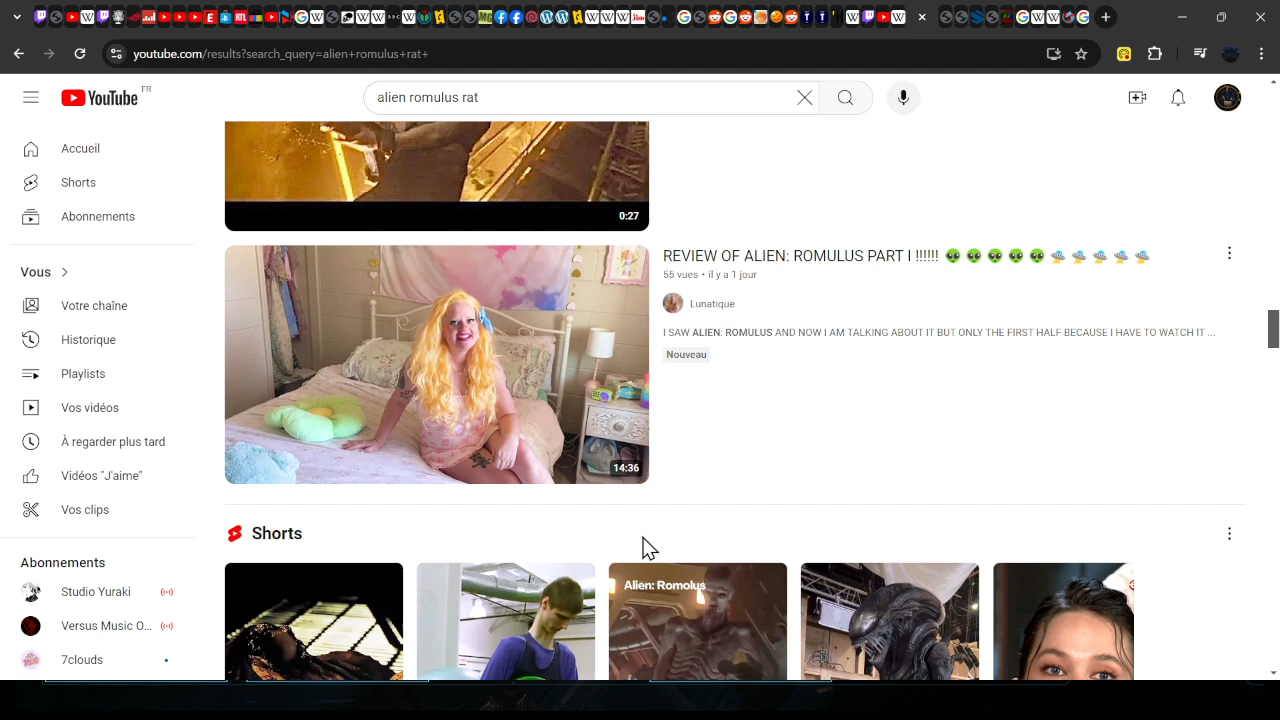 youtube.com/results?search_query=alien+romulus+rat+
YouTube FR
alien romulus rat
Accueil
Shorts
Abonnements
Vous
Votre chaîne
Historique
Playlists
Vos vidéos
À regarder plus tard
Vidéos "J'aime"
Vos clips
Abonnements
Studio Yuraki
Versus Music O...
7clouds
0:27
14:36
REVIEW OF ALIEN: ROMULUS PART I !!!!!! 👽 👽 👽 👽 👽 🛸 🛸 🛸 🛸 🛸
55 vues • il y a 1 jour
Lunatique
I SAW ALIEN: ROMULUS AND NOW I AM TALKING ABOUT IT BUT ONLY THE FIRST HALF BECAUSE I HAVE TO WATCH IT ...
Nouveau
Shorts
Alien: Romolus